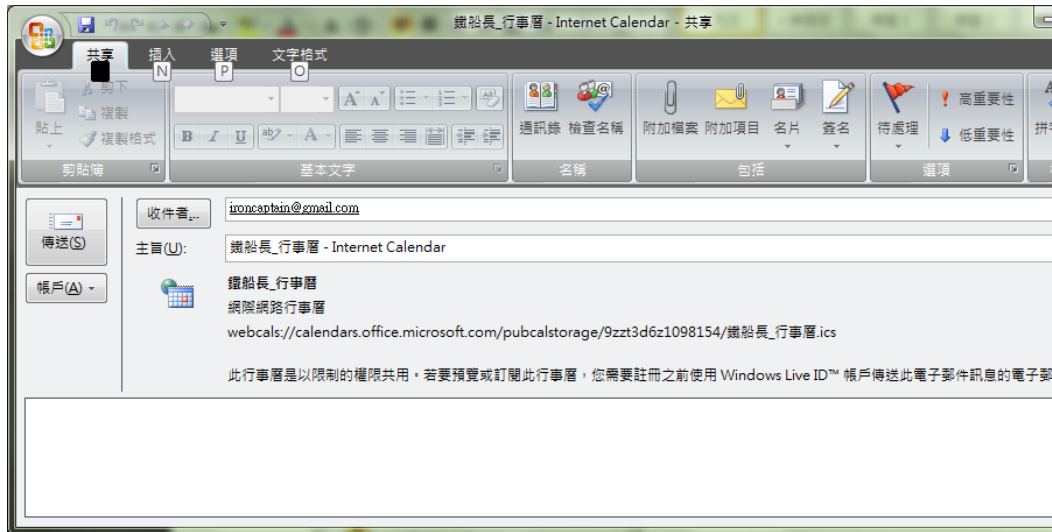 鐵船長_行事曆 - Internet Calendar - 共享
共享 插入 選項 文字格式
N P O
貼上
剪下
複製
複製格式
剪貼簿
B I U ab A
基本文字
通訊錄 檢查名稱
名稱
附加檔案 附加項目 名片 簽名
包括
待處理
高重要性
低重要性
選項
傳送(S)
收件者... ironcaptain@gmail.com
主旨(U): 鐵船長_行事曆 - Internet Calendar
帳戶(A)
鐵船長_行事曆
網際網路行事曆
webcals://calendars.office.microsoft.com/pubcalstorage/9zzt3d6z1098154/鐵船長_行事曆.ics
此行事曆是以限制的權限共用。若要預覽或訂閱此行事曆，您需要註冊之前使用 Windows Live ID™ 帳戶傳送此電子郵件訊息的電子郵